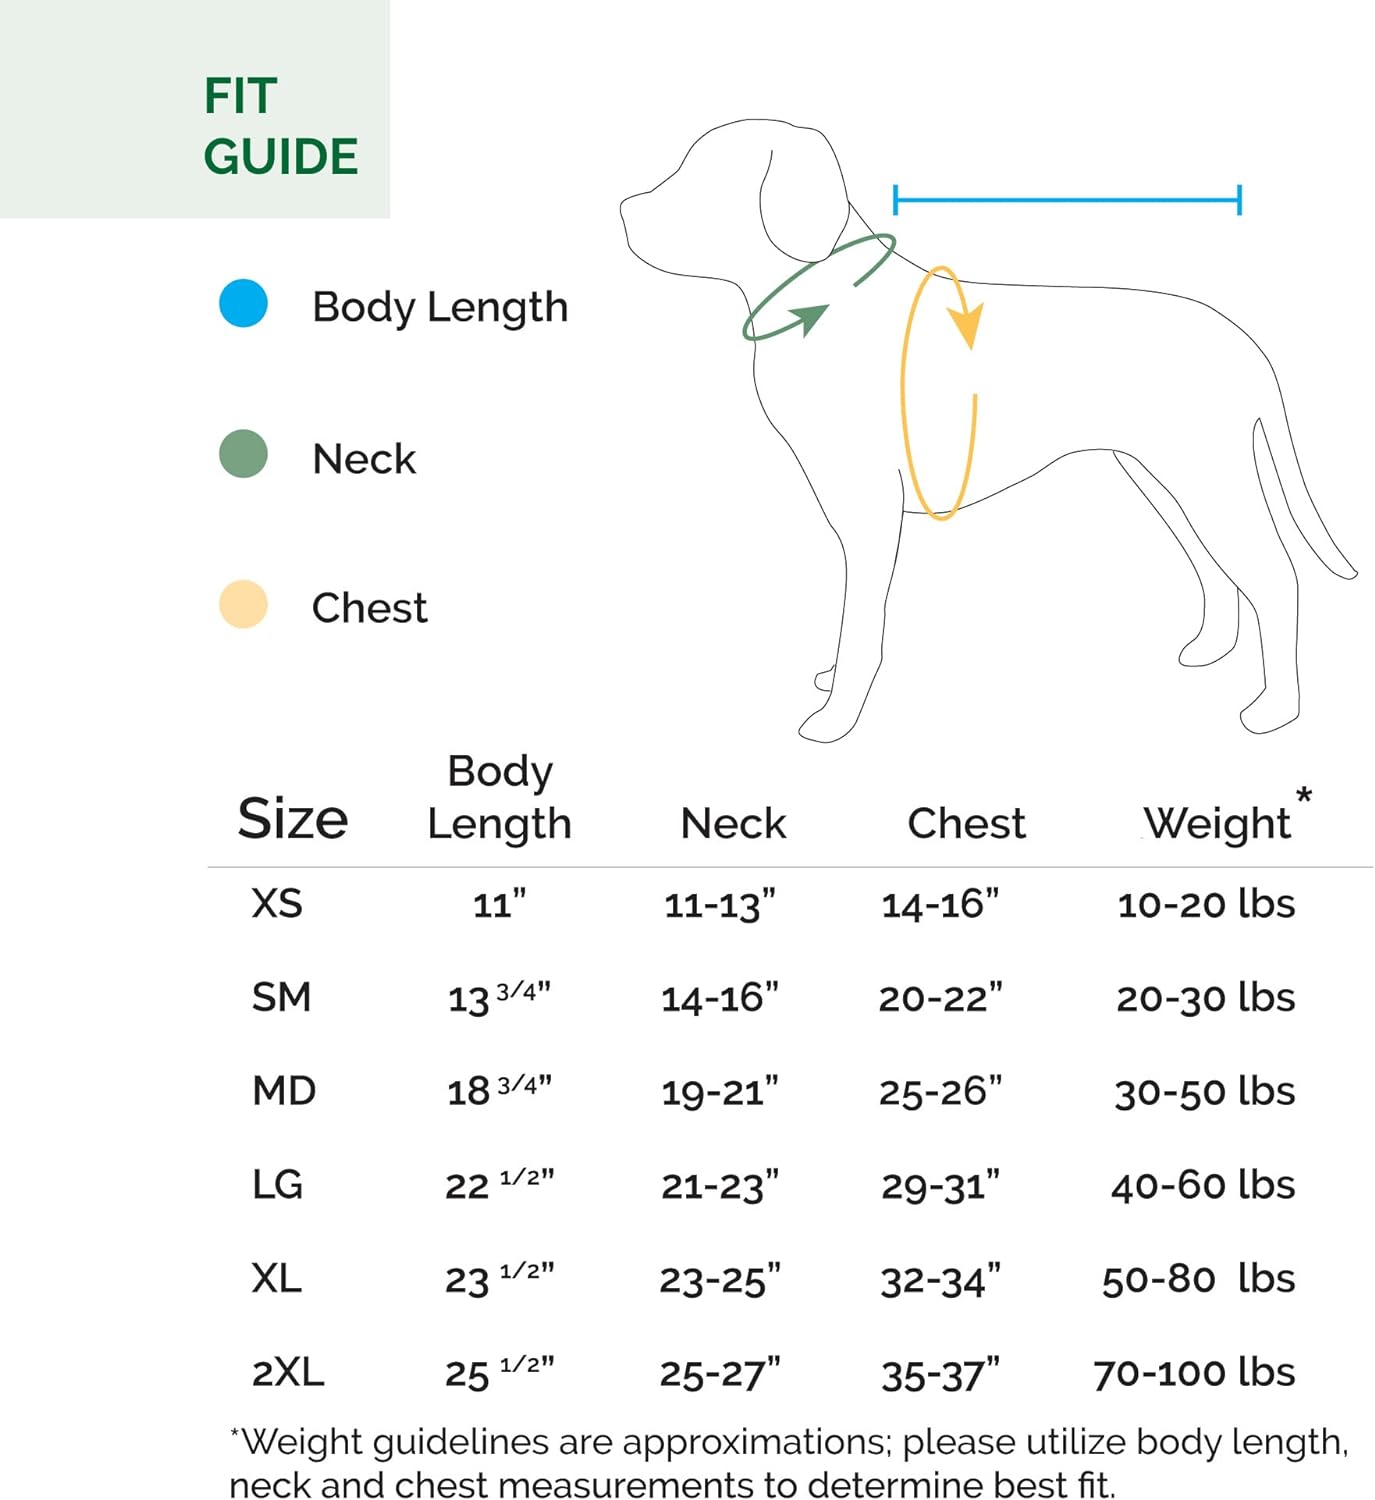 FIT
GUIDE
Body Length
Neck
Chest
Body
Size Length Neck Chest Weight*
XS 11” 11-13” 14-16” 10-20 lbs
SM 13 3/4” 14-16” 20-22” 20-30 lbs
MD 18 3/4” 19-21” 25-26” 30-50 lbs
LG 22 1/2” 21-23” 29-31” 40-60 lbs
XL 23 1/2” 23-25” 32-34” 50-80 lbs
2XL 25 1/2” 25-27” 35-37” 70-100 lbs
*Weight guidelines are approximations; please utilize body length,
neck and chest measurements to determine best fit.